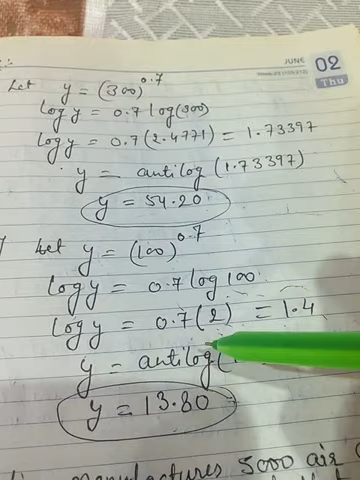 JUNE
02
Thu
Let y = (300)^0.7
log y = 0.7 log(300)
log y = 0.7(2.4771) = 1.73397
y = antilog(1.73397)
y = 54.20
Let y = (100)^0.7
log y = 0.7 log 100
log y = 0.7(2) = 1.4
y = antilog(
y = 13.80
manufactures 5000 air